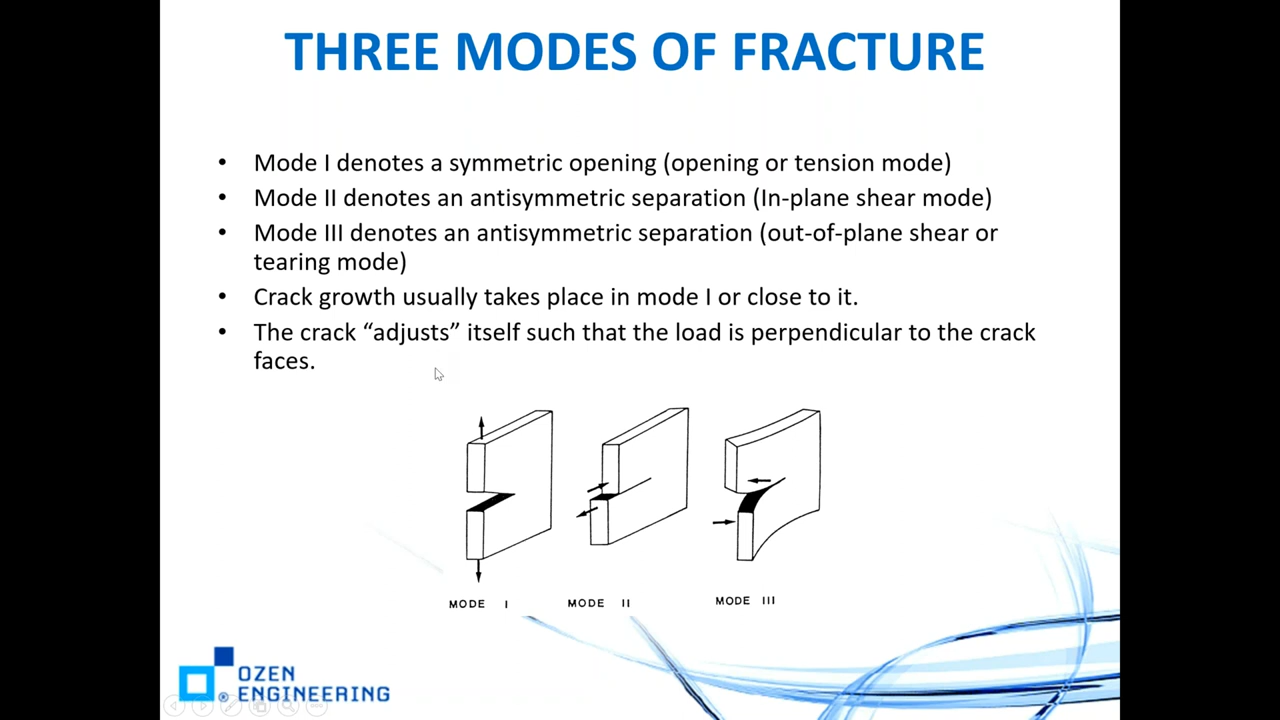 THREE MODES OF FRACTURE
• Mode I denotes a symmetric opening (opening or tension mode)
• Mode II denotes an antisymmetric separation (In-plane shear mode)
• Mode III denotes an antisymmetric separation (out-of-plane shear or
tearing mode)
• Crack growth usually takes place in mode I or close to it.
• The crack “adjusts” itself such that the load is perpendicular to the crack
faces.
MODE I
MODE II
MODE III
OZEN
ENGINEERING